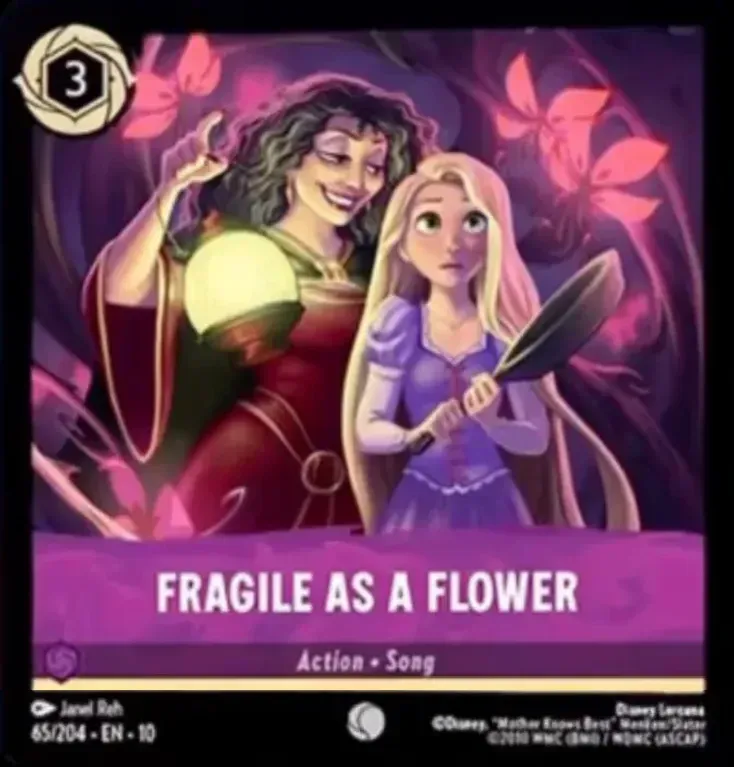 3
FRAGILE AS A FLOWER
Action • Song
Janel Reh
65/204 • EN • 10
Disney Lorcana
©Disney, "Mother Knows Best" Menken/Slater
©2010 WMC (BMI) / WDMC (ASCAP)